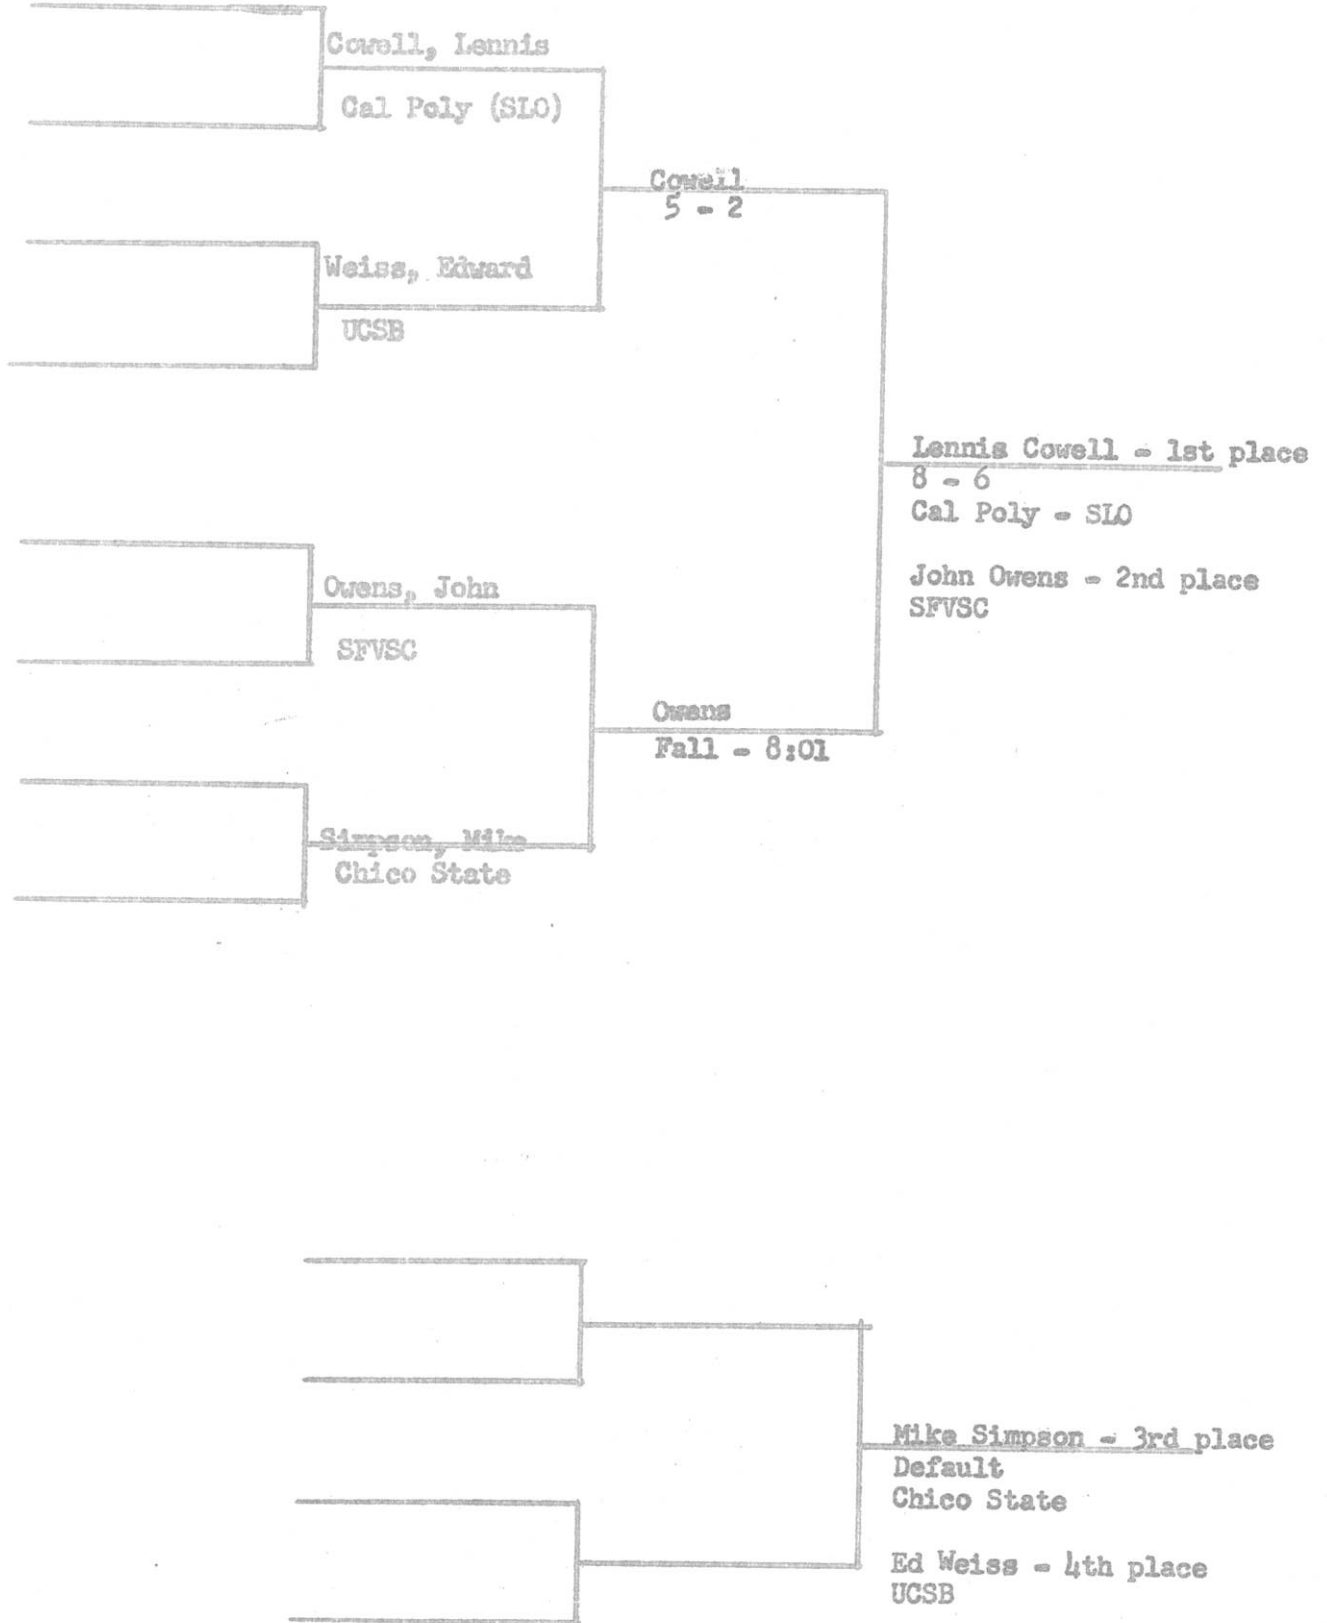 Cowell, Lennis
Cal Poly (SLO)
Cowell
5 - 2
Weiss, Edward
UCSB
Lennis Cowell - 1st place
8 - 6
Cal Poly - SLO
John Owens - 2nd place
SFVSC
Owens, John
SFVSC
Owens
Fall - 8:01
Simpson, Mike
Chico State
Mike Simpson - 3rd place
Default
Chico State
Ed Weiss - 4th place
UCSB